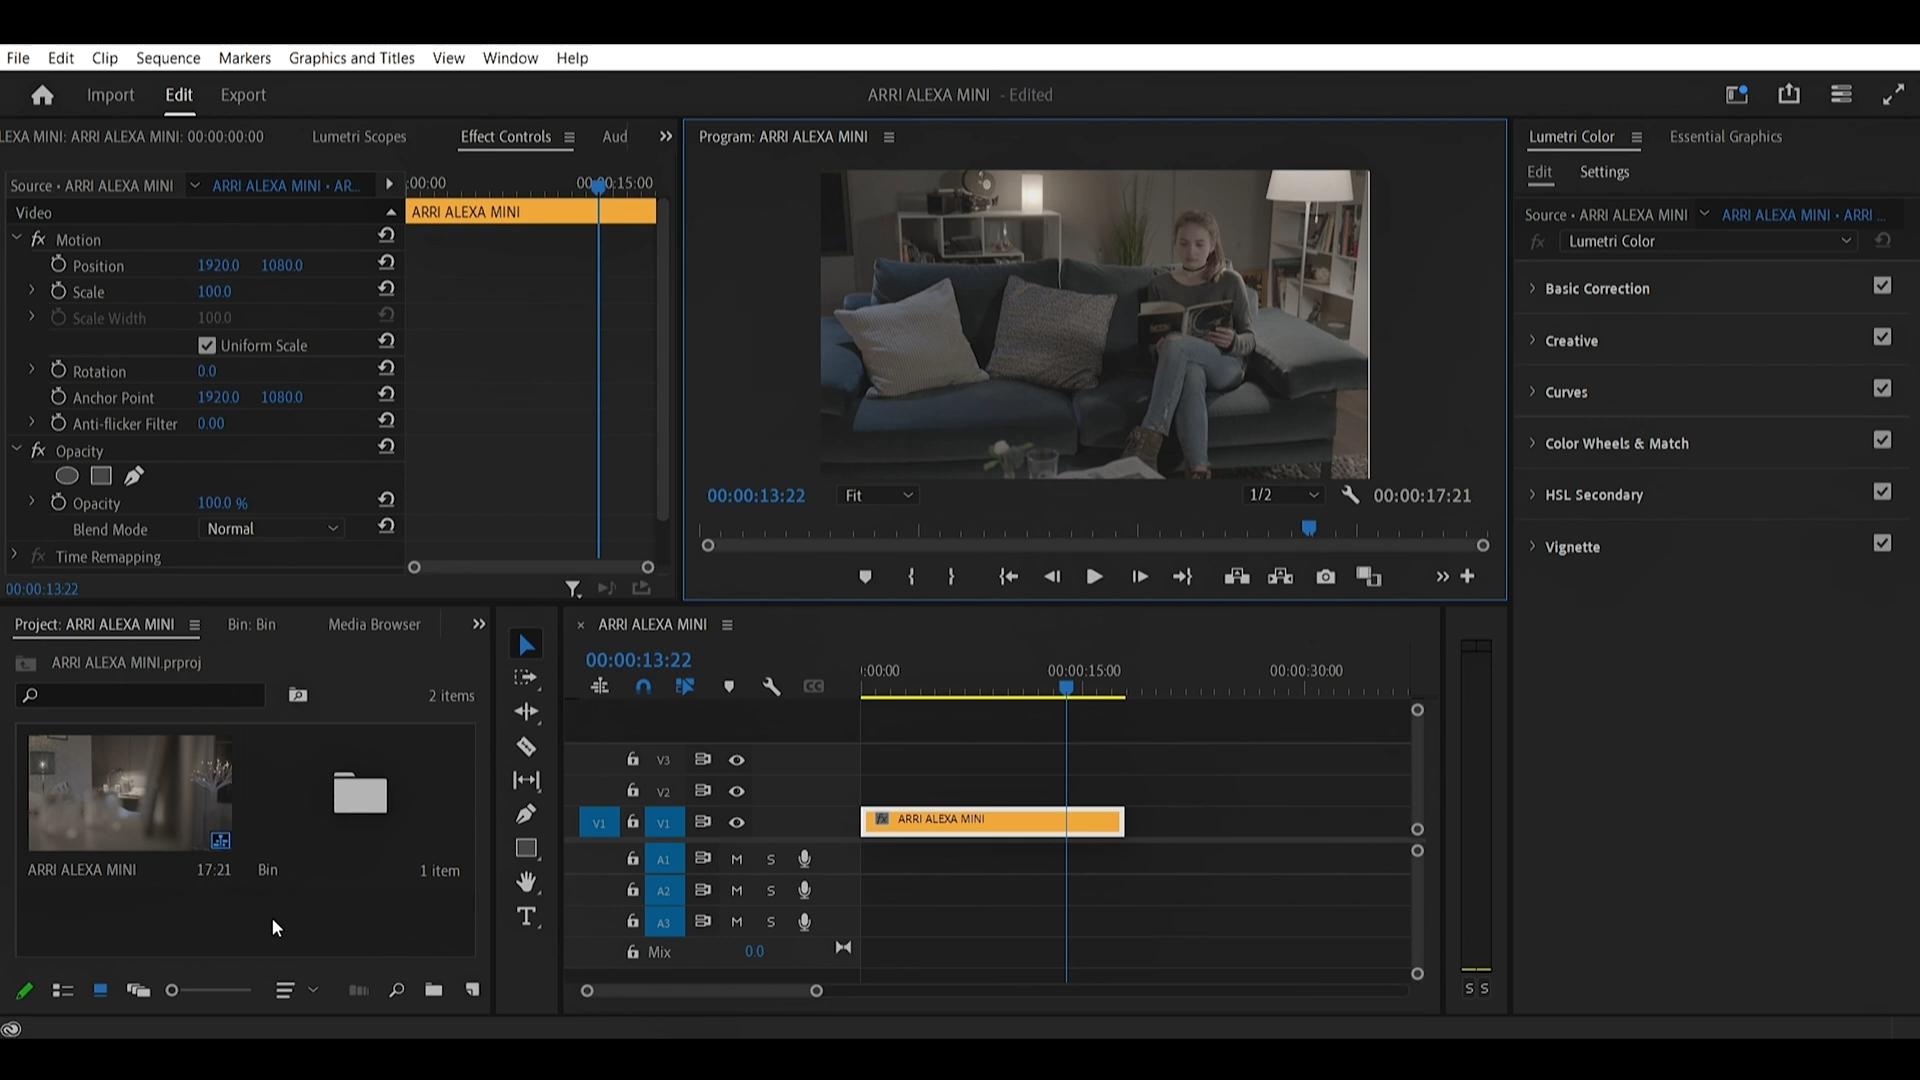 File Edit Clip Sequence Markers Graphics and Titles View Window Help
Import Edit Export
ARRI ALEXA MINI - Edited
LEXA MINI: ARRI ALEXA MINI: 00:00:00:00 Lumetri Scopes Effect Controls Aud
Source • ARRI ALEXA MINI ARRI ALEXA MINI • AR...
:00:00 00:00:15:00
Video
ARRI ALEXA MINI
fx Motion
Position 1920.0 1080.0
Scale 100.0
Scale Width 100.0
Uniform Scale
Rotation 0.0
Anchor Point 1920.0 1080.0
Anti-flicker Filter 0.00
fx Opacity
Opacity 100.0 %
Blend Mode Normal
fx Time Remapping
00:00:13:22
Program: ARRI ALEXA MINI
00:00:13:22 Fit 1/2 00:00:17:21
Lumetri Color Essential Graphics
Edit Settings
Source • ARRI ALEXA MINI ARRI ALEXA MINI • ARRI ...
fx Lumetri Color
Basic Correction
Creative
Curves
Color Wheels & Match
HSL Secondary
Vignette
Project: ARRI ALEXA MINI Bin: Bin Media Browser
ARRI ALEXA MINI.prproj
2 items
ARRI ALEXA MINI 17:21
Bin 1 item
× ARRI ALEXA MINI
00:00:13:22
:00:00 00:00:15:00 00:00:30:00
CC
V3
V2
V1 V1
fx ARRI ALEXA MINI
A1 M S
A2 M S
A3 M S
Mix 0.0
T
S S